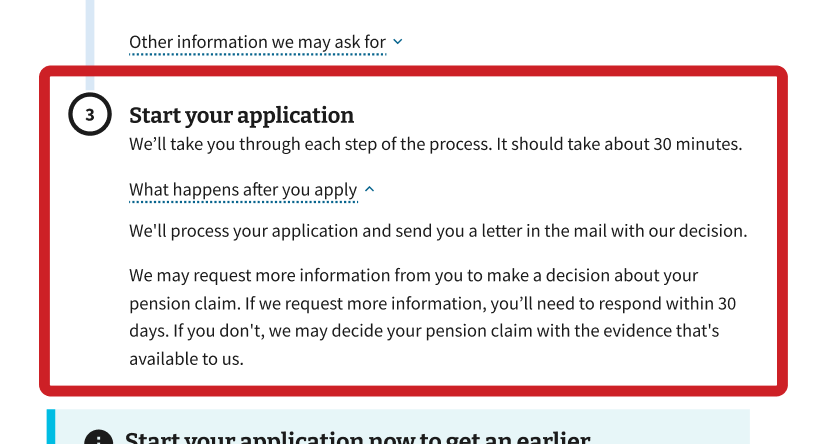 Other information we may ask for
3
Start your application
We’ll take you through each step of the process. It should take about 30 minutes.
What happens after you apply
We'll process your application and send you a letter in the mail with our decision.
We may request more information from you to make a decision about your
pension claim. If we request more information, you’ll need to respond within 30
days. If you don't, we may decide your pension claim with the evidence that's
available to us.
Start your application now to get an earlier